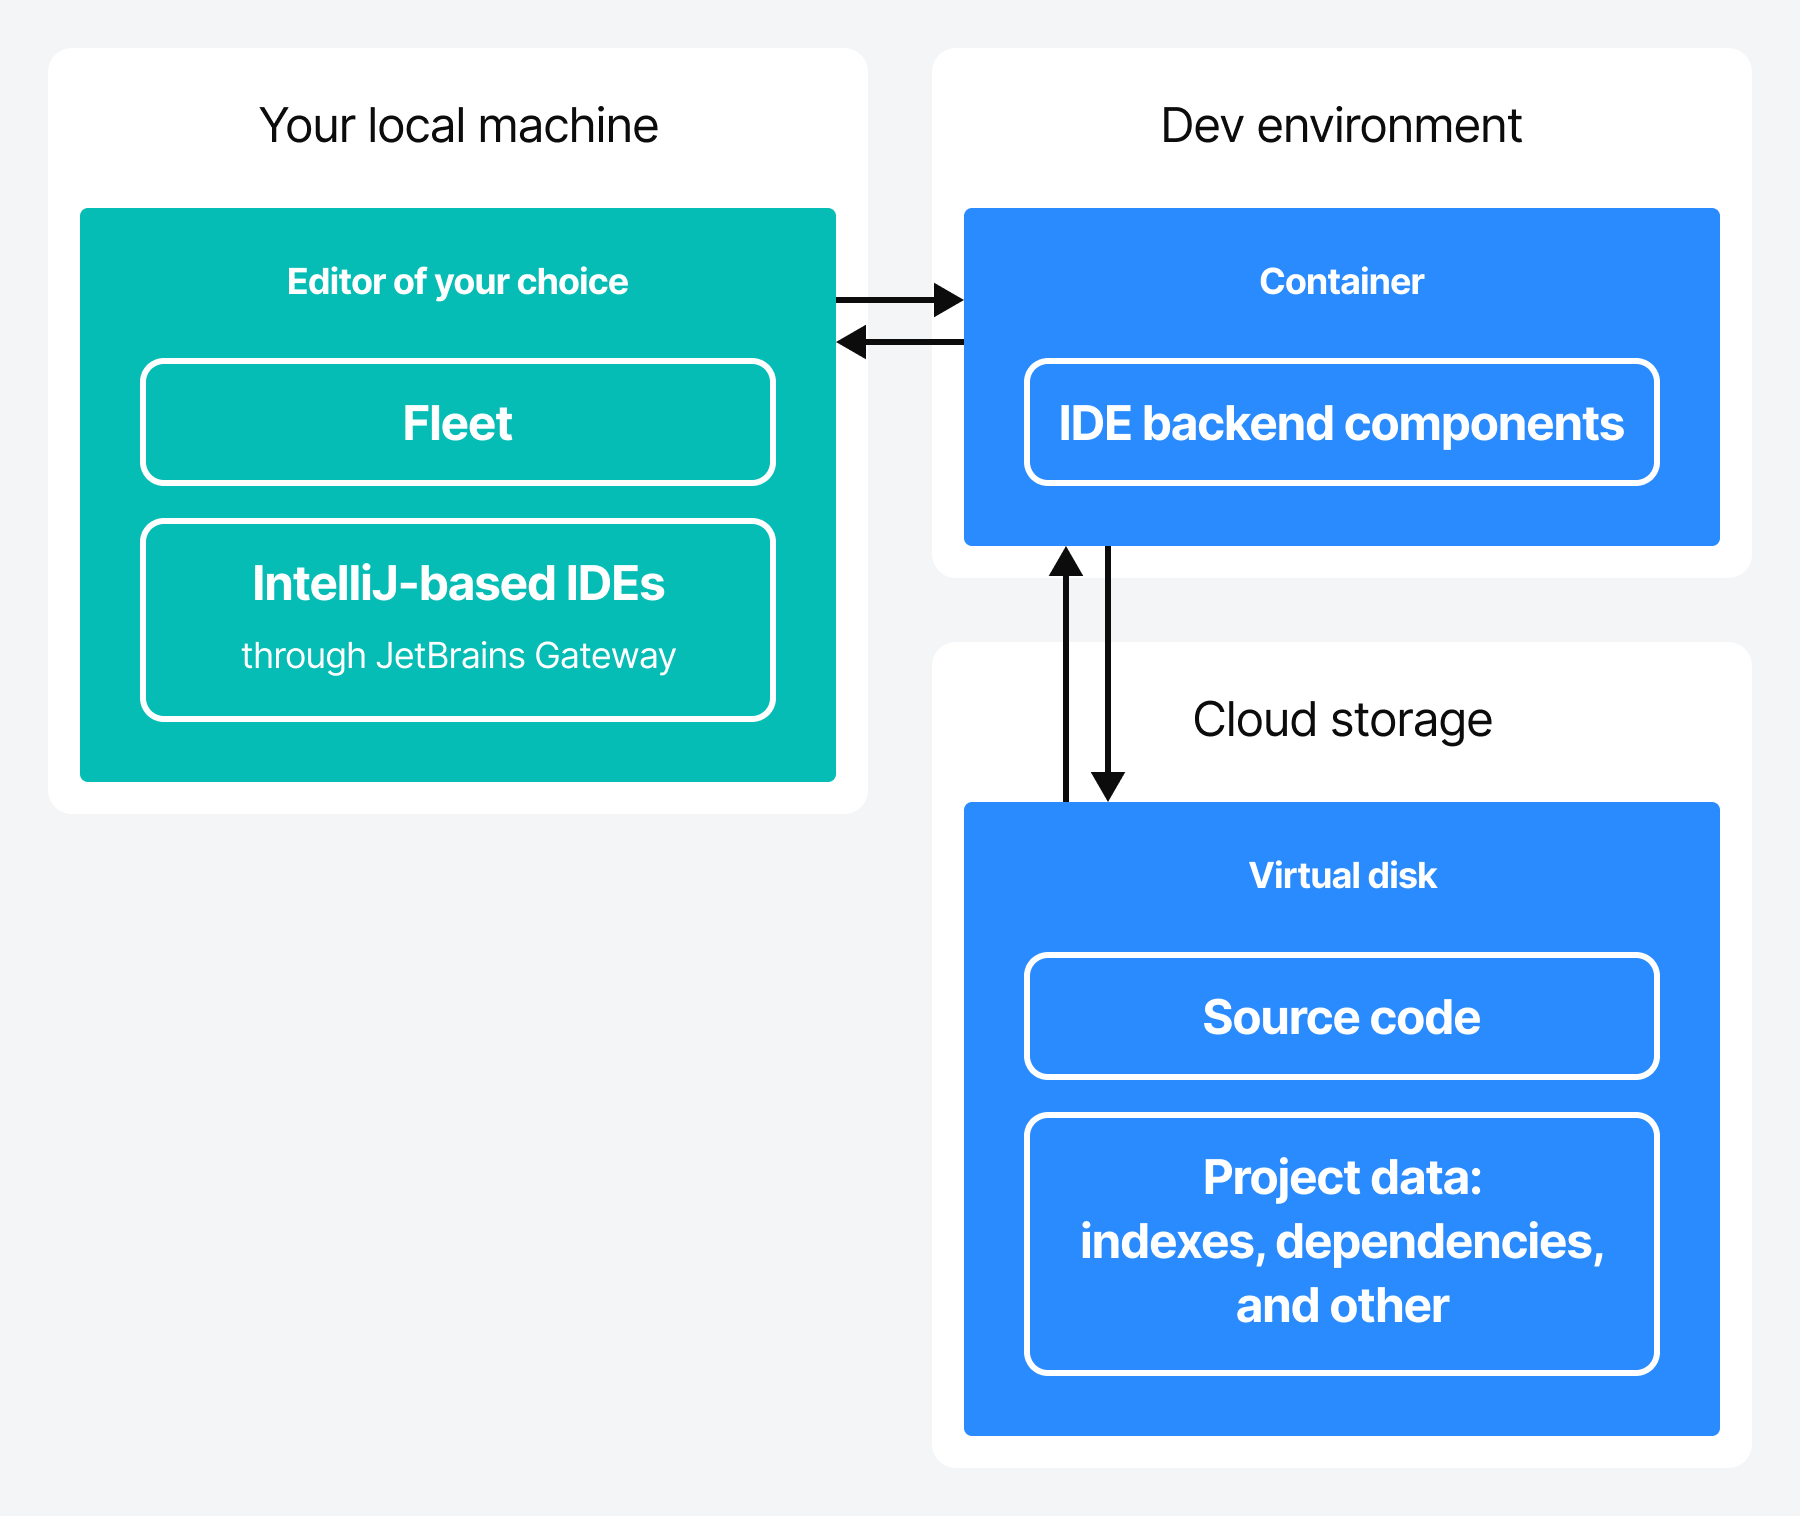 Your local machine
Editor of your choice
Fleet
IntelliJ-based IDEs
through JetBrains Gateway
Dev environment
Container
IDE backend components
Cloud storage
Virtual disk
Source code
Project data:
indexes, dependencies,
and other